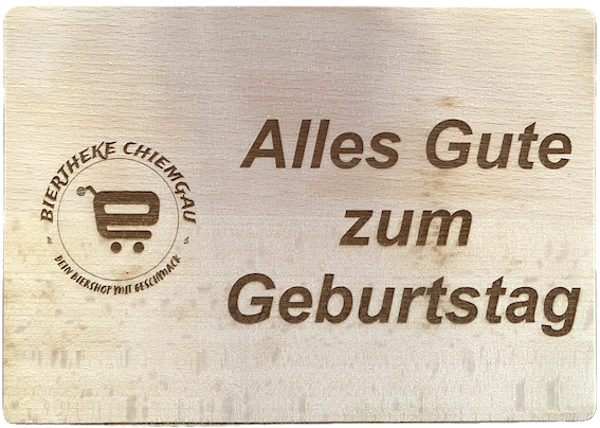 BIERTHEKE CHIEMGAU
DEIN BIERSHOP MIT GESCHMACK
Alles Gute
zum
Geburtstag